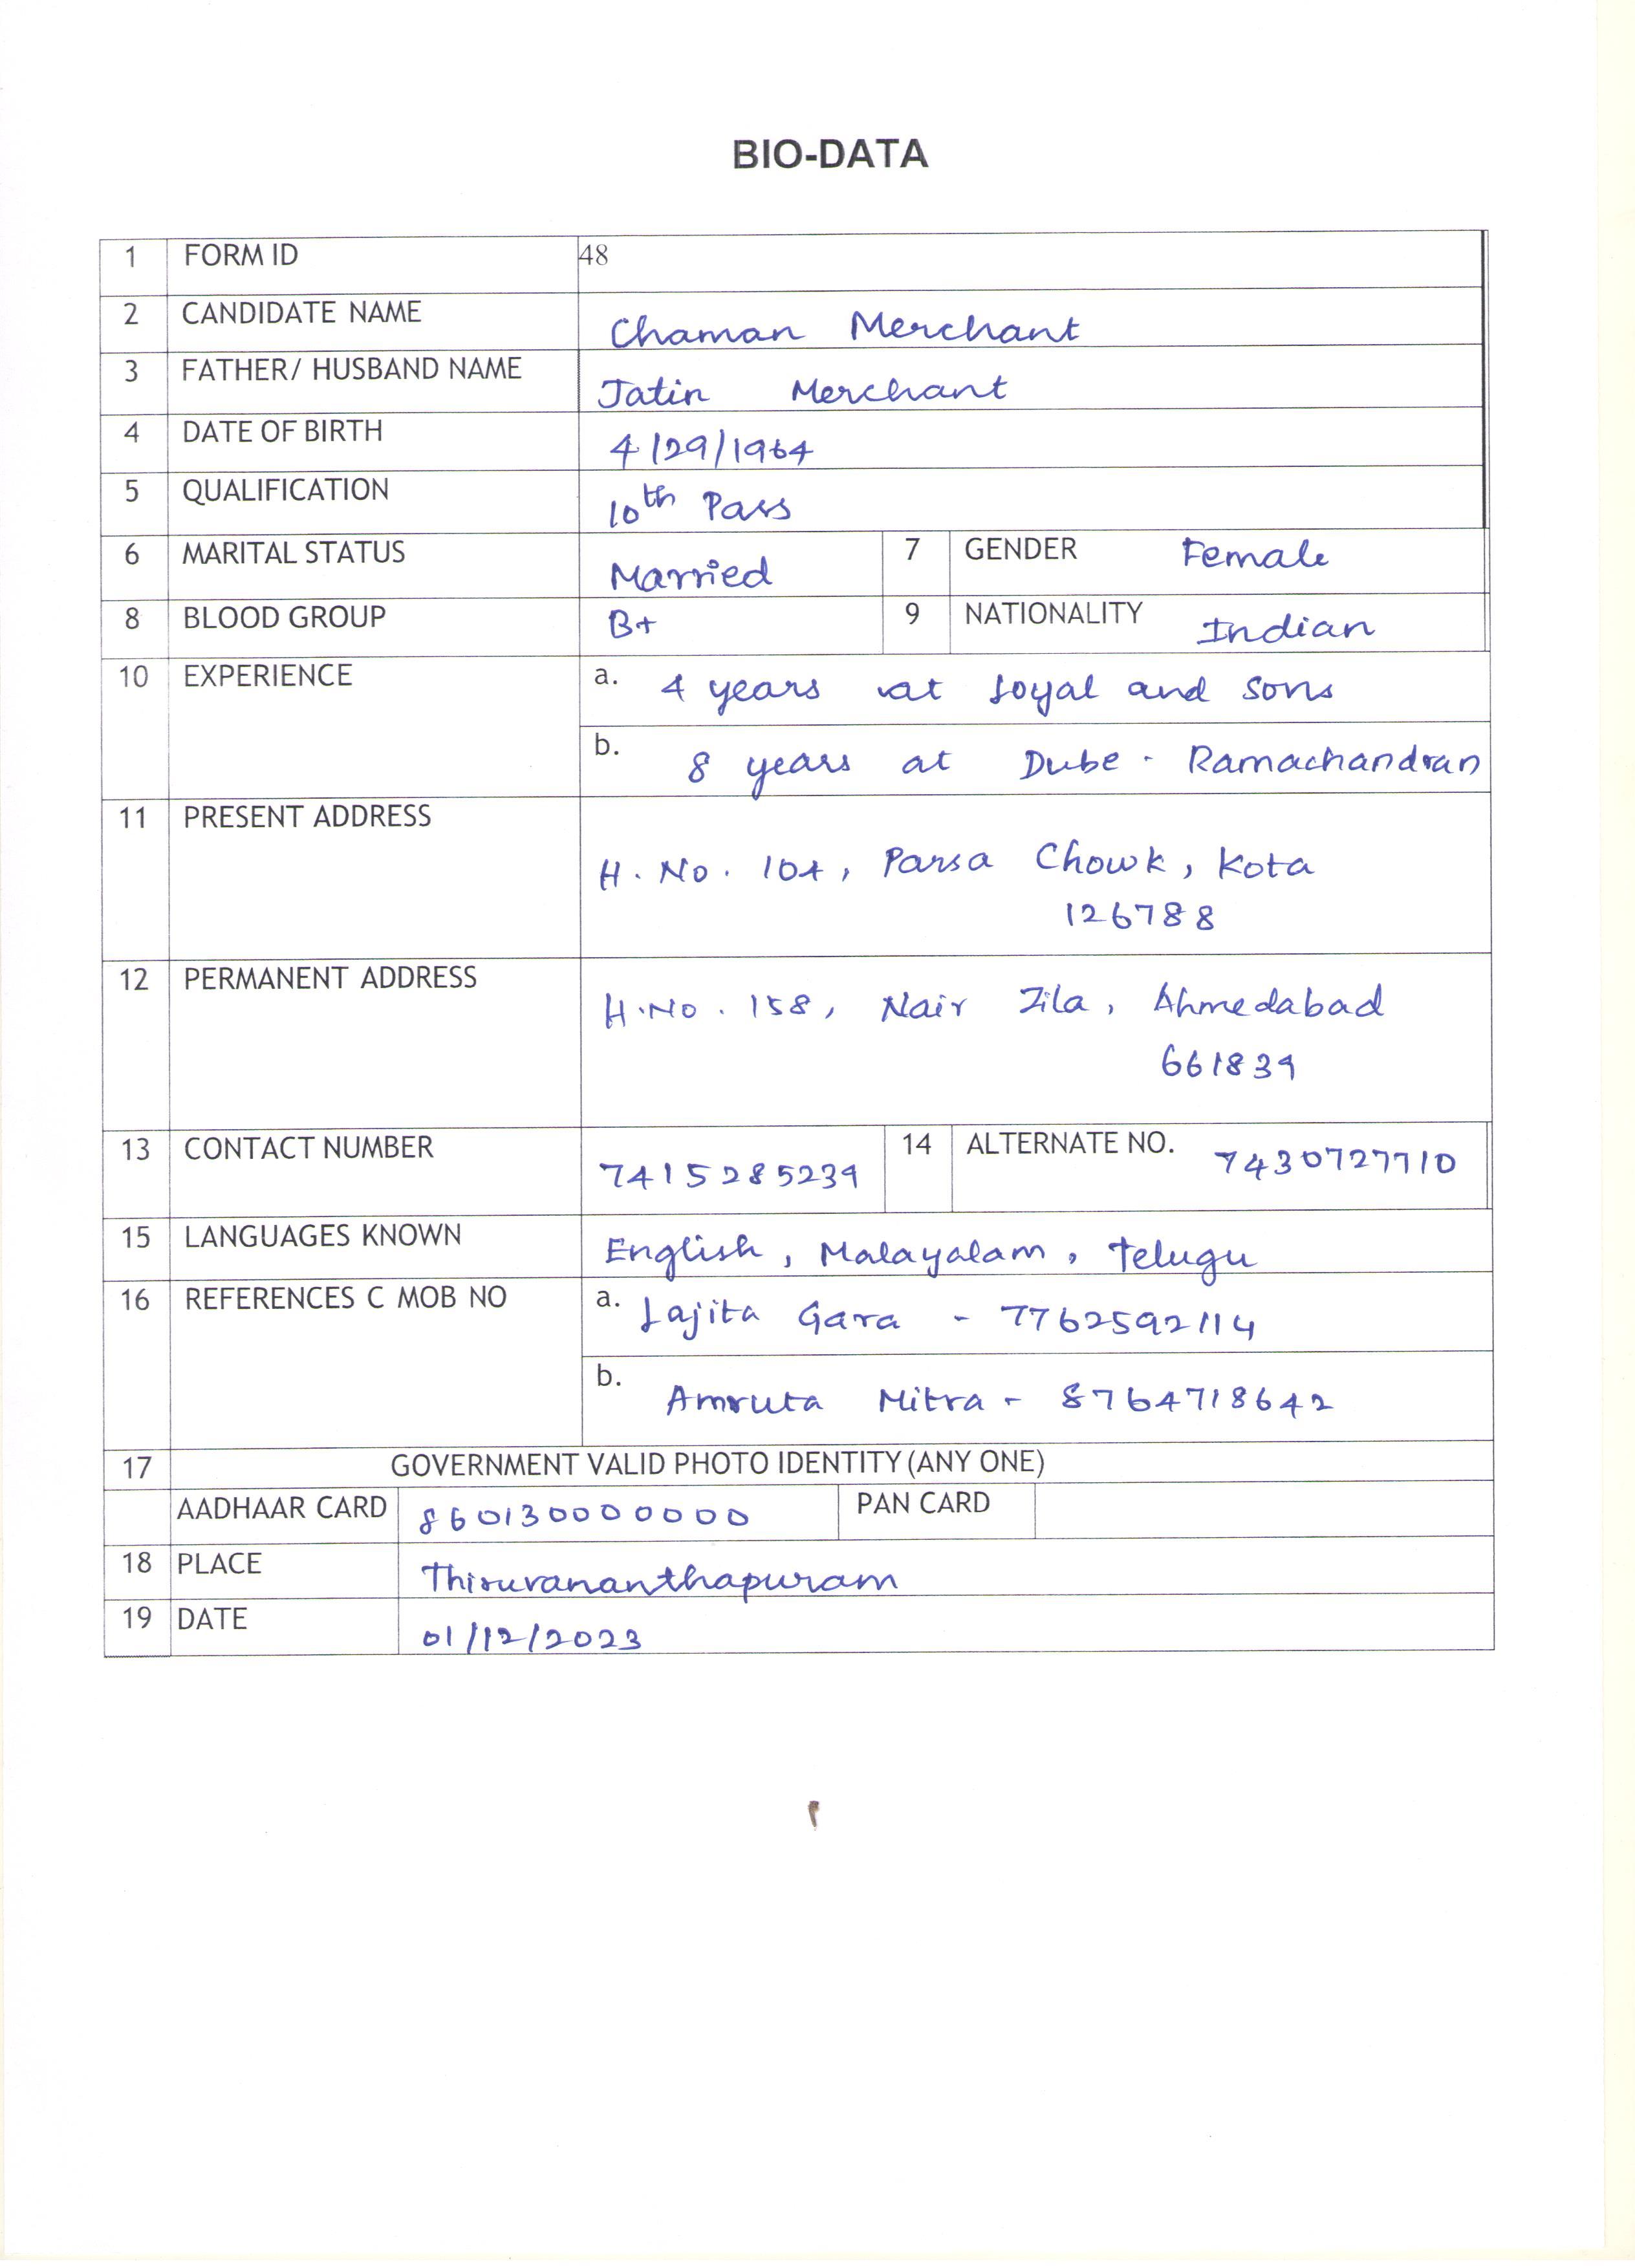 BIO-DATA
1 FORM ID 48
2 CANDIDATE NAME Chaman Merchant
3 FATHER/ HUSBAND NAME Jatin Merchant
4 DATE OF BIRTH 4/29/1964
5 QUALIFICATION 10th Pass
6 MARITAL STATUS Married 7 GENDER Female
8 BLOOD GROUP B+ 9 NATIONALITY Indian
10 EXPERIENCE a. 4 years at Loyal and Sons
b. 8 years at Dube - Ramachandran
11 PRESENT ADDRESS
H. No. 104, Parsa Chowk, Kota
126788
12 PERMANENT ADDRESS
H.No. 158, Nair Zila, Ahmedabad
661839
13 CONTACT NUMBER 7415285239 14 ALTERNATE NO. 7430727710
15 LANGUAGES KNOWN English, Malayalam, Telugu
16 REFERENCES C MOB NO a. Lajita Gara - 7762592114
b. Amruta Mitra - 8764718642
17 GOVERNMENT VALID PHOTO IDENTITY (ANY ONE)
AADHAAR CARD 860130000000 PAN CARD
18 PLACE Thiruvananthapuram
19 DATE 01/12/2023